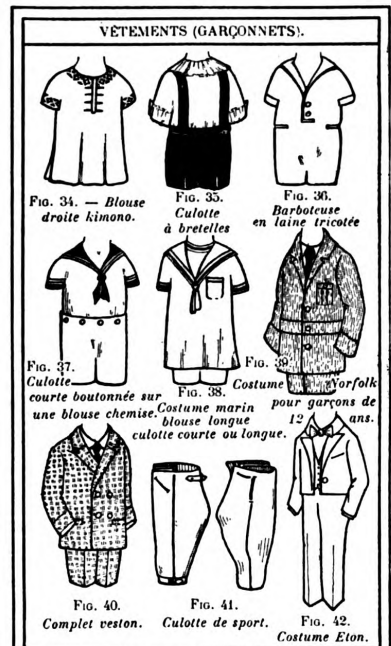 VÊTEMENTS (GARÇONNETS).
FIG. 34. — Blouse
droite kimono.
FIG. 35.
Culotte
à bretelles
FIG. 36.
Barboteuse
en laine tricotée
FIG. 37.
Culotte
courte boutonnée sur
une blouse chemise.
FIG. 38.
Costume marin
blouse longue
culotte courte ou longue.
FIG. 39.
Costume Norfolk
pour garçons de
12 ans.
FIG. 40.
Complet veston.
FIG. 41.
Culotte de sport.
FIG. 42.
Costume Eton.